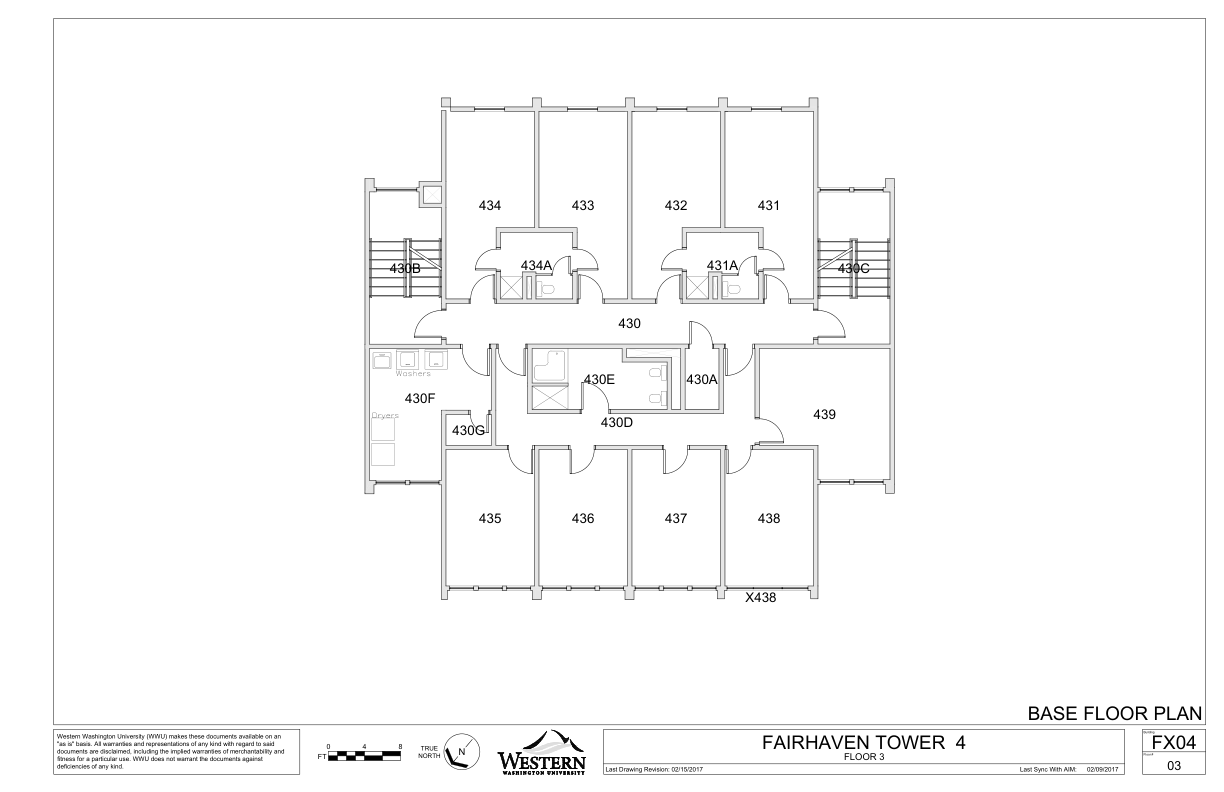 434
433
432
431
434A
431A
430B
430C
430
Washers
430E
430A
430F
439
Dryers
430G
430D
435
436
437
438
X438
BASE FLOOR PLAN
Western Washington University (WWU) makes these documents available on an
"as is" basis. All warranties and representations of any kind with regard to said
documents are disclaimed, including the implied warranties of merchantability and
fitness for a particular use. WWU does not warrant the documents against
deficiencies of any kind.
0 4 8
FT
TRUE
NORTH
N
WESTERN
WASHINGTON UNIVERSITY
FAIRHAVEN TOWER 4
FLOOR 3
Last Drawing Revision: 02/15/2017
Last Sync With AIM: 02/09/2017
FX04
03